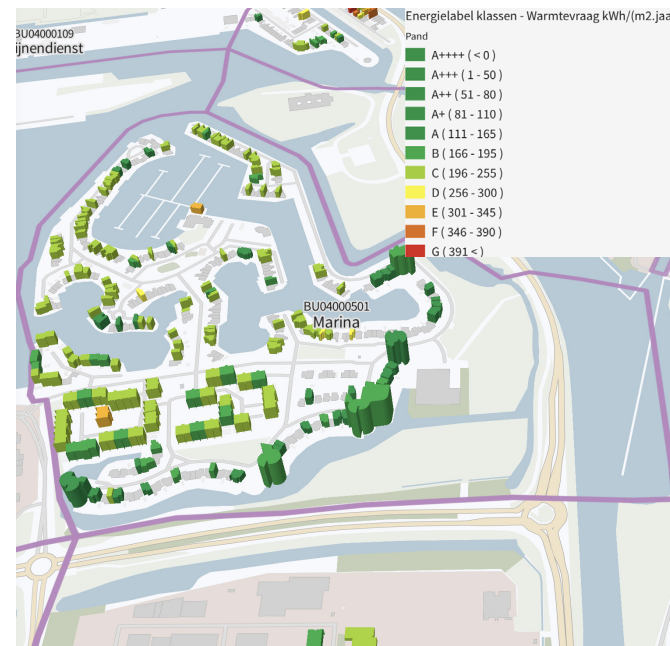 Energielabel klassen - Warmtevraag kWh/(m2.jaa
Pand
A++++ ( < 0 )
A+++ ( 1 - 50 )
A++ ( 51 - 80 )
A+ ( 81 - 110 )
A ( 111 - 165 )
B ( 166 - 195 )
C ( 196 - 255 )
D ( 256 - 300 )
E ( 301 - 345 )
F ( 346 - 390 )
G ( 391 < )
BU04000109
ijnendienst
BU04000501
Marina